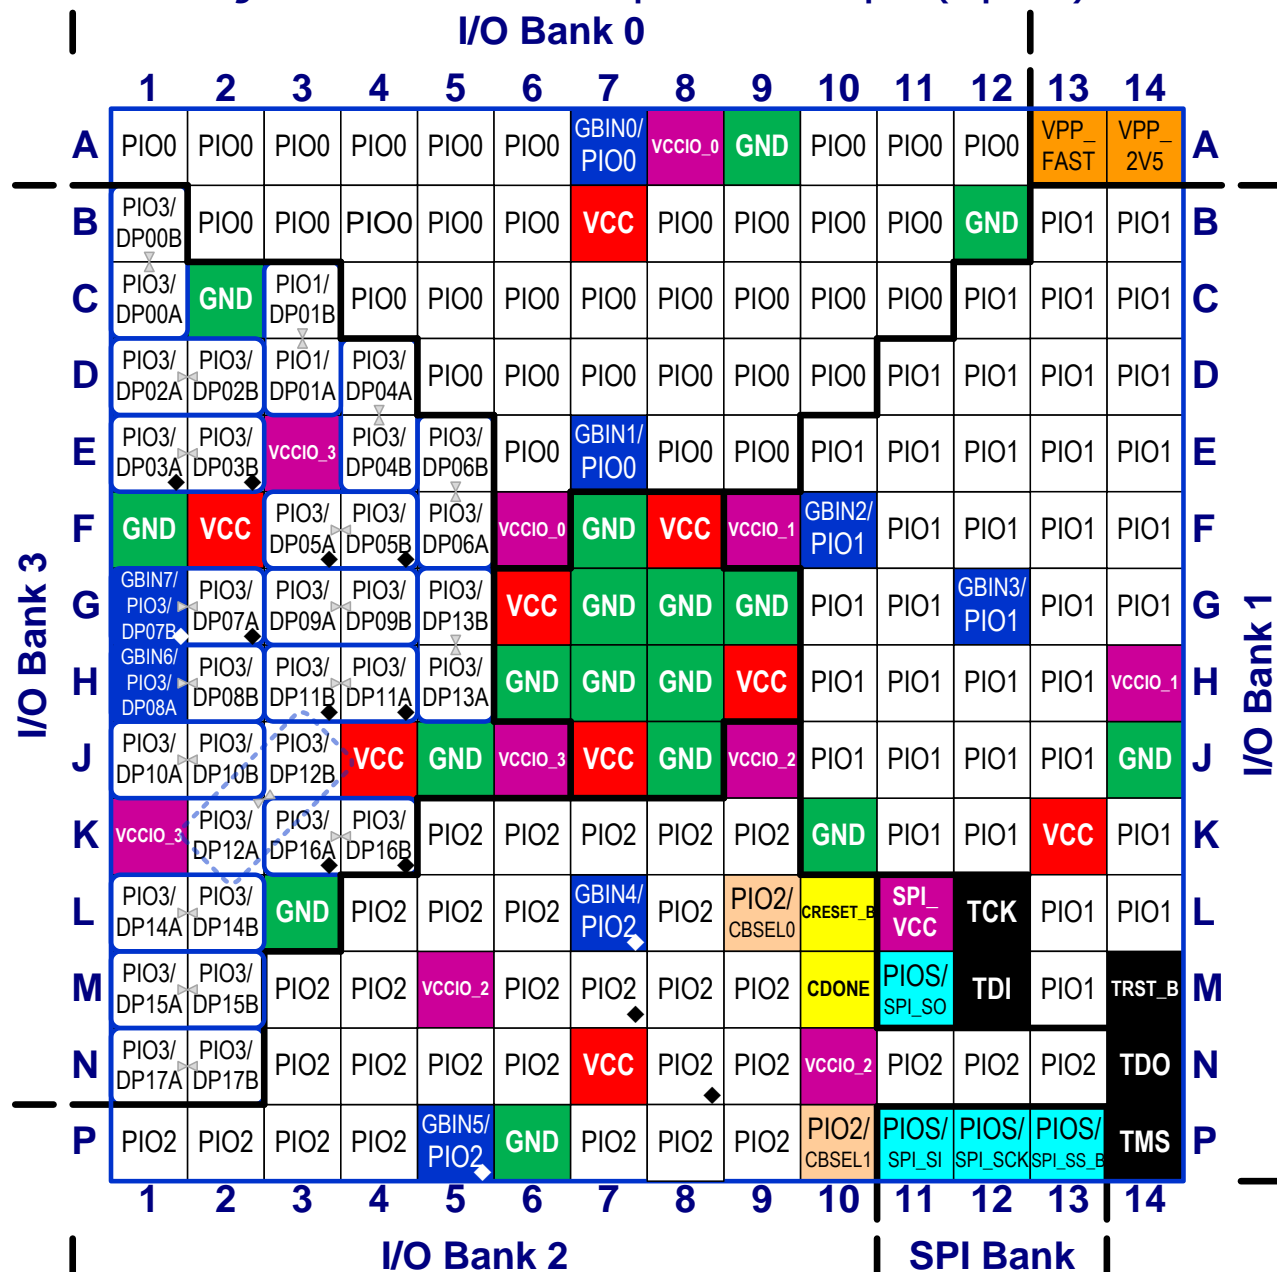 I/O Bank 0
1 2 3 4 5 6 7 8 9 10 11 12 13 14
A PIO0 PIO0 PIO0 PIO0 PIO0 PIO0 GBIN0/ PIO0 VCCIO_0 GND PIO0 PIO0 PIO0 VPP_ FAST VPP_ 2V5 A
B PIO3/ DP00B PIO0 PIO0 PIO0 PIO0 PIO0 VCC PIO0 PIO0 PIO0 PIO0 GND PIO1 PIO1 B
C PIO3/ DP00A GND PIO1/ DP01B PIO0 PIO0 PIO0 PIO0 PIO0 PIO0 PIO0 PIO0 PIO1 PIO1 PIO1 C
D PIO3/ DP02A PIO3/ DP02B PIO1/ DP01A PIO3/ DP04A PIO0 PIO0 PIO0 PIO0 PIO0 PIO0 PIO1 PIO1 PIO1 PIO1 D
E PIO3/ DP03A PIO3/ DP03B VCCIO_3 PIO3/ DP04B PIO3/ DP06B PIO0 GBIN1/ PIO0 PIO0 PIO0 PIO1 PIO1 PIO1 PIO1 PIO1 E
F GND VCC PIO3/ DP05A PIO3/ DP05B PIO3/ DP06A VCCIO_0 GND VCC VCCIO_1 GBIN2/ PIO1 PIO1 PIO1 PIO1 PIO1 F
G GBIN7/ PIO3/ DP07B PIO3/ DP07A PIO3/ DP09A PIO3/ DP09B PIO3/ DP13B VCC GND GND GND PIO1 PIO1 GBIN3/ PIO1 PIO1 PIO1 G
H GBIN6/ PIO3/ DP08A PIO3/ DP08B PIO3/ DP11B PIO3/ DP11A PIO3/ DP13A GND GND GND VCC PIO1 PIO1 PIO1 PIO1 VCCIO_1 H
J PIO3/ DP10A PIO3/ DP10B PIO3/ DP12B VCC GND VCCIO_3 VCC GND VCCIO_2 PIO1 PIO1 PIO1 PIO1 GND J
K VCCIO_3 PIO3/ DP12A PIO3/ DP16A PIO3/ DP16B PIO2 PIO2 PIO2 PIO2 PIO2 GND PIO1 PIO1 VCC PIO1 K
L PIO3/ DP14A PIO3/ DP14B GND PIO2 PIO2 PIO2 GBIN4/ PIO2 PIO2 PIO2/ CBSEL0 CRESET_B SPI_ VCC TCK PIO1 PIO1 L
M PIO3/ DP15A PIO3/ DP15B PIO2 PIO2 VCCIO_2 PIO2 PIO2 PIO2 PIO2 CDONE PIOS/ SPI_SO TDI PIO1 TRST_B M
N PIO3/ DP17A PIO3/ DP17B PIO2 PIO2 PIO2 PIO2 VCC PIO2 PIO2 VCCIO_2 PIO2 PIO2 PIO2 TDO N
P PIO2 PIO2 PIO2 PIO2 GBIN5/ PIO2 GND PIO2 PIO2 PIO2 PIO2/ CBSEL1 PIOS/ SPI_SI PIOS/ SPI_SCK PIOS/ SPI_SS_B TMS P
1 2 3 4 5 6 7 8 9 10 11 12 13 14
I/O Bank 3
I/O Bank 1
I/O Bank 2 SPI Bank